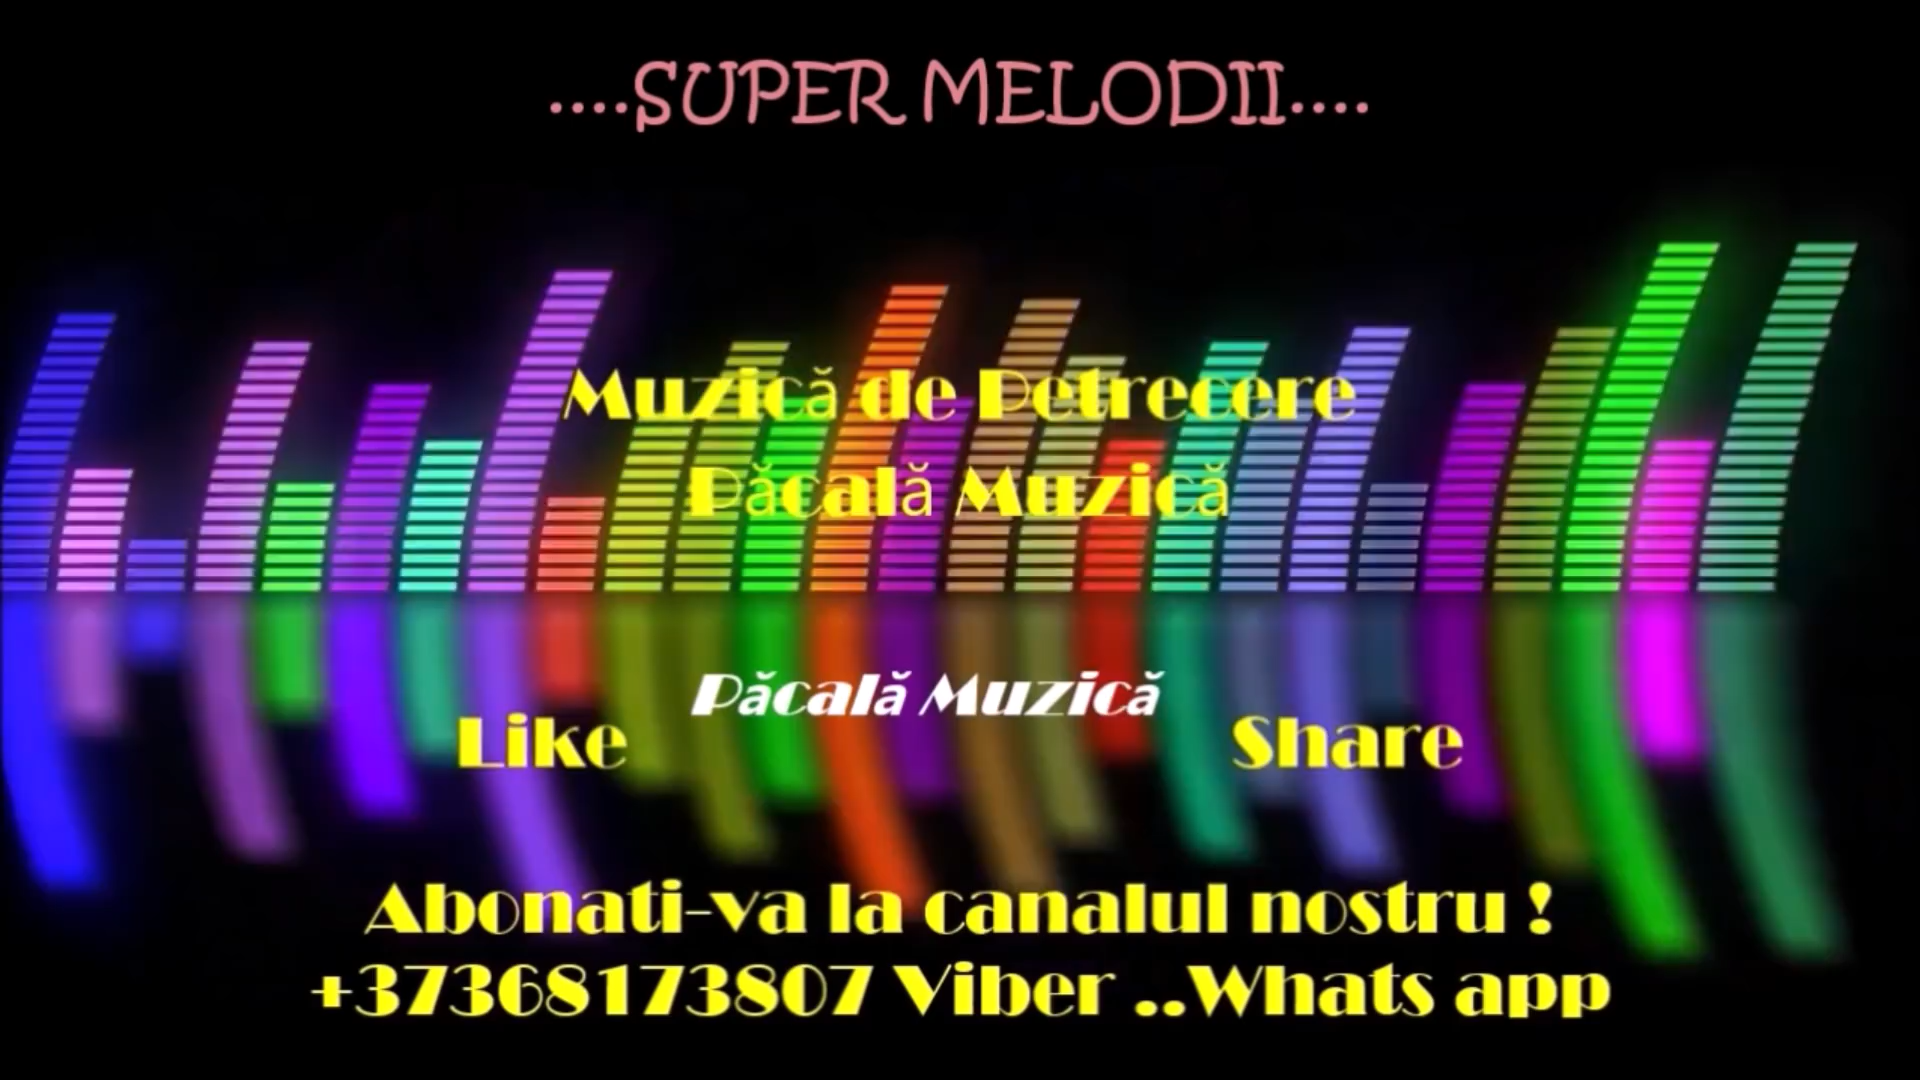 ....SUPER MELODII....
Muzică de Petrecere
Păcală Muzică
Păcală Muzică
Like
Share
Abonati-va la canalul nostru !
+37368173807 Viber ..Whats app